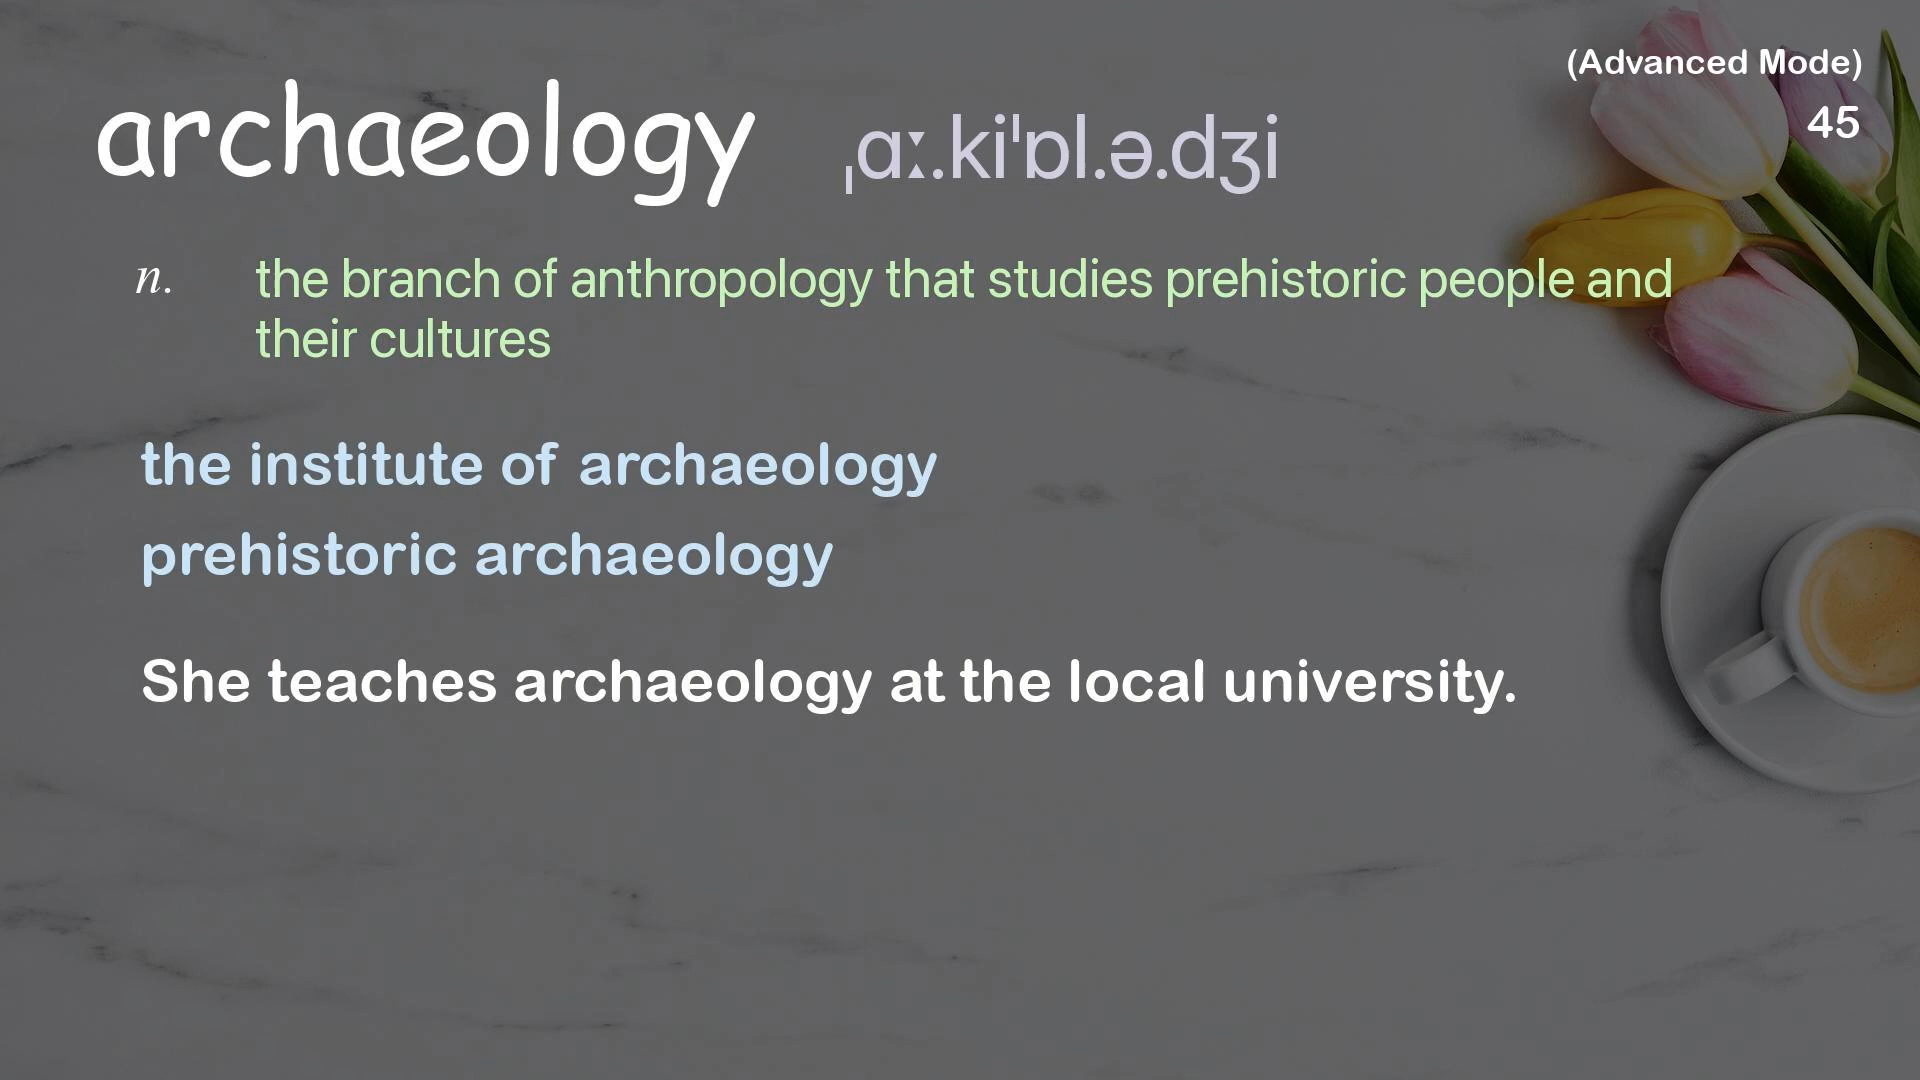 (Advanced Mode)
archaeology ˌɑː.kiˈɒl.ə.dʒi
45
n. the branch of anthropology that studies prehistoric people and
their cultures
the institute of archaeology
prehistoric archaeology
She teaches archaeology at the local university.